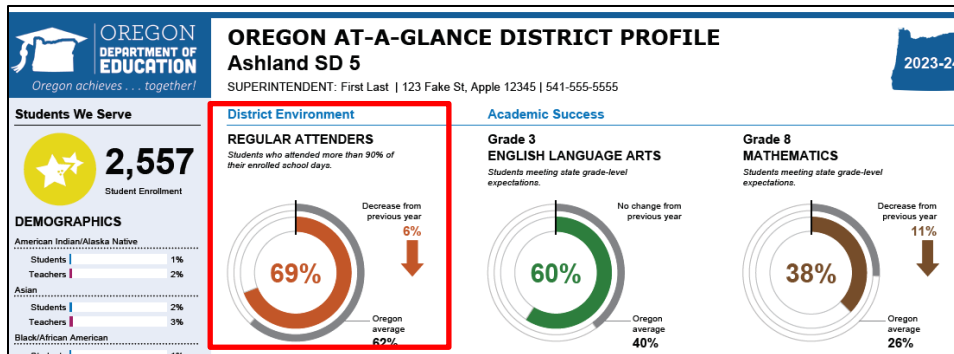 OREGON
DEPARTMENT OF
EDUCATION
Oregon achieves . . . together!
OREGON AT-A-GLANCE DISTRICT PROFILE
Ashland SD 5
SUPERINTENDENT: First Last | 123 Fake St, Apple 12345 | 541-555-5555
2023-24
Students We Serve
2,557
Student Enrollment
DEMOGRAPHICS
American Indian/Alaska Native
Students 1%
Teachers 2%
Asian
Students 2%
Teachers 3%
Black/African American
District Environment
REGULAR ATTENDERS
Students who attended more than 90% of
their enrolled school days.
Decrease from
previous year
6%
69%
Oregon
average
62%
Academic Success
Grade 3
ENGLISH LANGUAGE ARTS
Students meeting state grade-level
expectations.
No change from
previous year
60%
Oregon
average
40%
Grade 8
MATHEMATICS
Students meeting state grade-level
expectations.
Decrease from
previous year
11%
38%
Oregon
average
26%